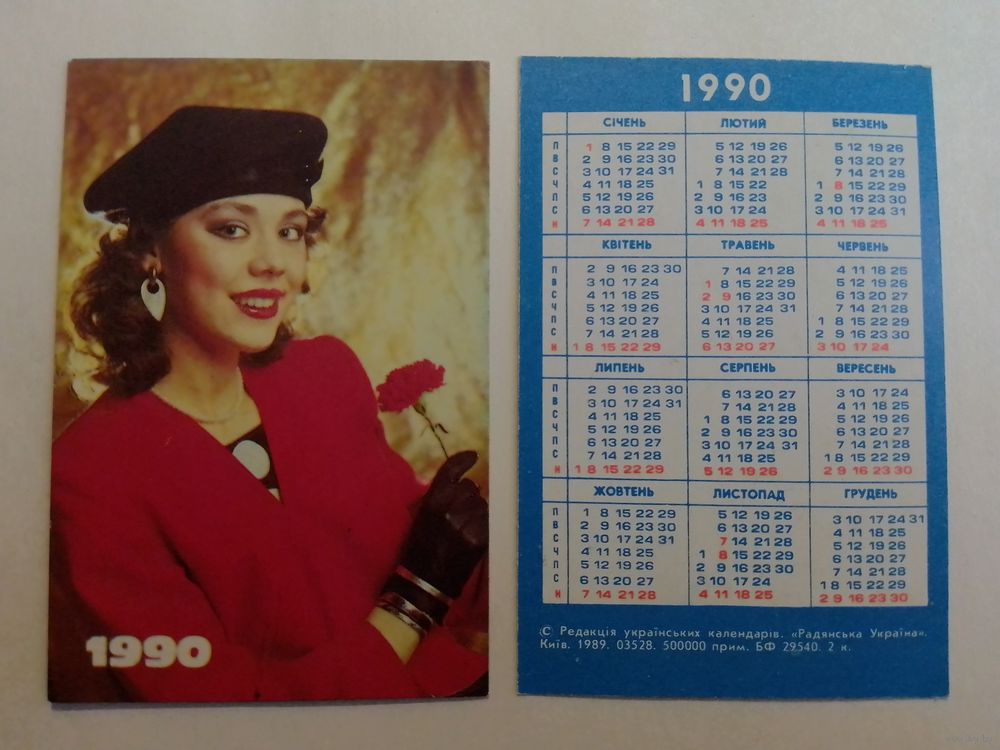 1990
1990
СІЧЕНЬ ЛЮТИЙ БЕРЕЗЕНЬ
П 1 8 15 22 29 5 12 19 26 5 12 19 26
В 2 9 16 23 30 6 13 20 27 6 13 20 27
С 3 10 17 24 31 7 14 21 28 7 14 21 28
Ч 4 11 18 25 1 8 15 22 1 8 15 22 29
П 5 12 19 26 2 9 16 23 2 9 16 23 30
С 6 13 20 27 3 10 17 24 3 10 17 24 31
Н 7 14 21 28 4 11 18 25 4 11 18 25
КВІТЕНЬ ТРАВЕНЬ ЧЕРВЕНЬ
П 2 9 16 23 30 7 14 21 28 4 11 18 25
В 3 10 17 24 1 8 15 22 29 5 12 19 26
С 4 11 18 25 2 9 16 23 30 6 13 20 27
Ч 5 12 19 26 3 10 17 24 31 7 14 21 28
П 6 13 20 27 4 11 18 25 1 8 15 22 29
С 7 14 21 28 5 12 19 26 2 9 16 23 30
Н 1 8 15 22 29 6 13 20 27 3 10 17 24
ЛИПЕНЬ СЕРПЕНЬ ВЕРЕСЕНЬ
П 2 9 16 23 30 6 13 20 27 3 10 17 24
В 3 10 17 24 31 7 14 21 28 4 11 18 25
С 4 11 18 25 1 8 15 22 29 5 12 19 26
Ч 5 12 19 26 2 9 16 23 30 6 13 20 27
П 6 13 20 27 3 10 17 24 31 7 14 21 28
С 7 14 21 28 4 11 18 25 1 8 15 22 29
Н 1 8 15 22 29 5 12 19 26 2 9 16 23 30
ЖОВТЕНЬ ЛИСТОПАД ГРУДЕНЬ
П 1 8 15 22 29 5 12 19 26 3 10 17 24 31
В 2 9 16 23 30 6 13 20 27 4 11 18 25
С 3 10 17 24 31 7 14 21 28 5 12 19 26
Ч 4 11 18 25 1 8 15 22 29 6 13 20 27
П 5 12 19 26 2 9 16 23 30 7 14 21 28
С 6 13 20 27 3 10 17 24 1 8 15 22 29
Н 7 14 21 28 4 11 18 25 2 9 16 23 30
© Редакція українських календарів. «Радянська Україна».
Київ. 1989. 03528. 500000 прим. БФ 29540. 2 к.